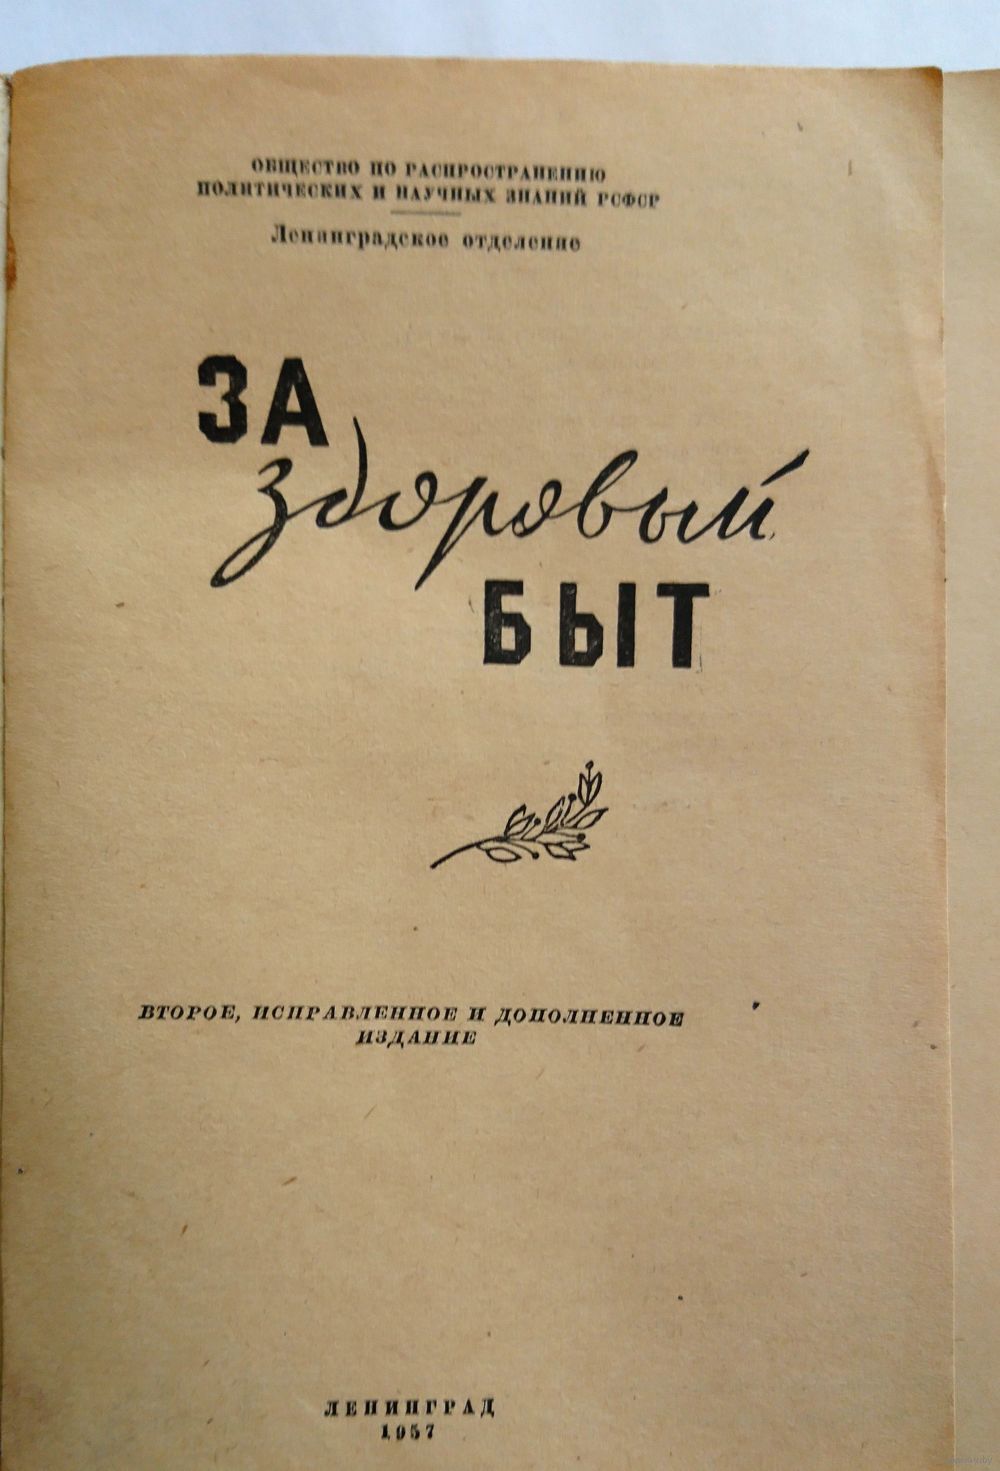 ОБЩЕСТВО ПО РАСПРОСТРАНЕНИЮ
ПОЛИТИЧЕСКИХ И НАУЧНЫХ ЗНАНИЙ РСФСР
Ленинградское отделение
ЗА
здоровый
БЫТ
ВТОРОЕ, ИСПРАВЛЕННОЕ И ДОПОЛНЕННОЕ
ИЗДАНИЕ
ЛЕНИНГРАД
1957